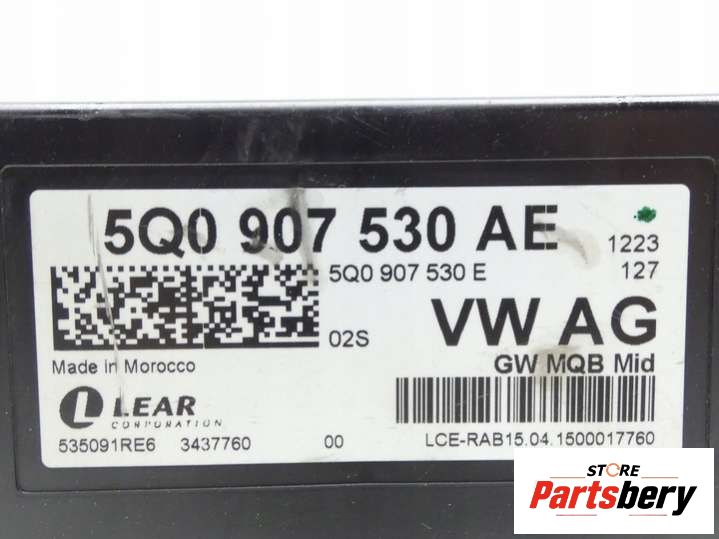 5Q0 907 530 AE
1223
5Q0 907 530 E
127
02S
VW AG
Made in Morocco
GW MQB Mid
LEAR
CORPORATION
535091RE6 3437760 00 LCE-RAB15.04.1500017760
STORE
Partsbery